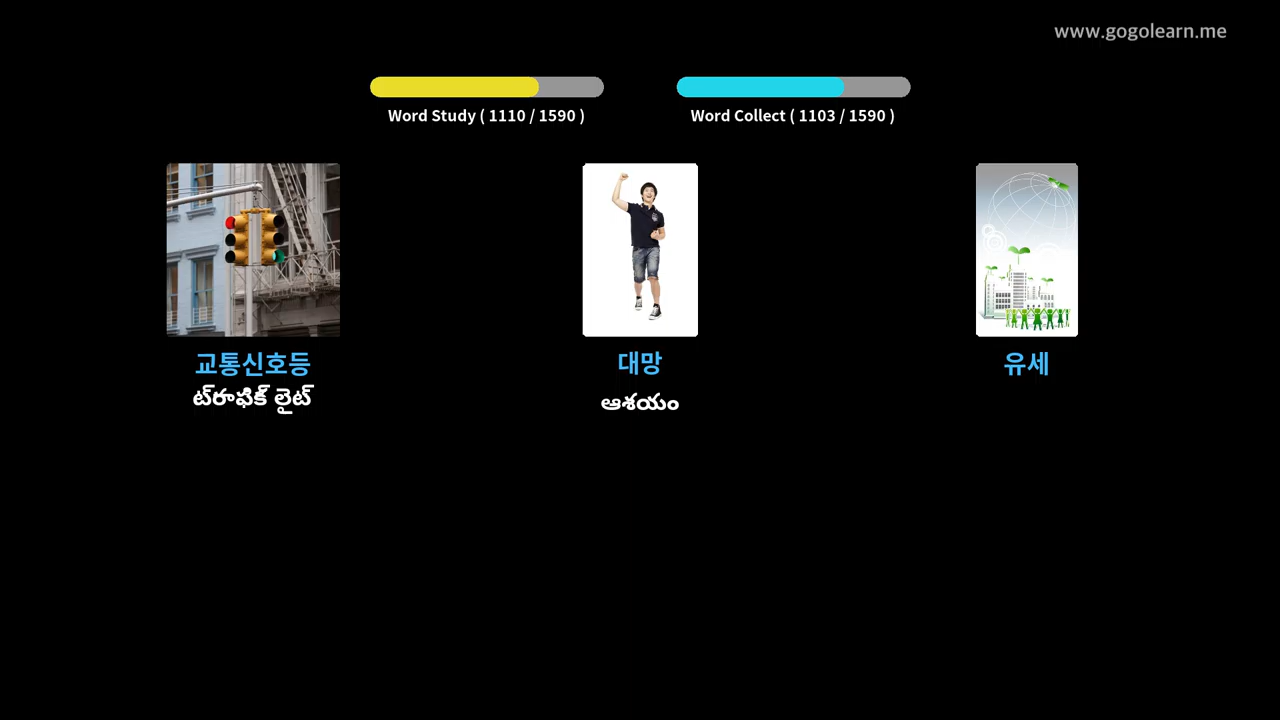 www.gogolearn.me
Word Study ( 1110 / 1590 )
Word Collect ( 1103 / 1590 )
교통신호등
ట్రాఫిక్ లైట్
대망
ఆశయం
유세